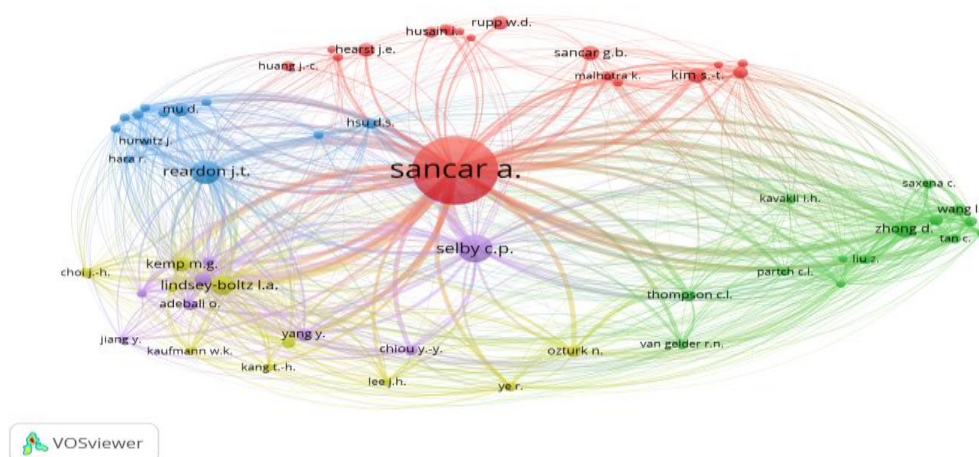 rupp w.d.
husain i.
hearst j.e.
sancar g.b.
huang j.-c.
malhotra k.
kim s.-t.
mu d.
hsu d.s.
hurwitz j.
hara r.
reardon j.t.
sancar a.
saxena c.
kavakli i.h.
wang l
zhong d.
tan c.
selby c.p.
liu z.
partch c.l.
kemp m.g.
choi j.-h.
lindsey-boltz l.a.
thompson c.l.
adebali o.
yang y.
jiang y.
van gelder r.n.
kaufmann w.k.
chiou y.-y.
ozturk n.
kang t.-h.
lee j.h.
ye r.
VOSviewer